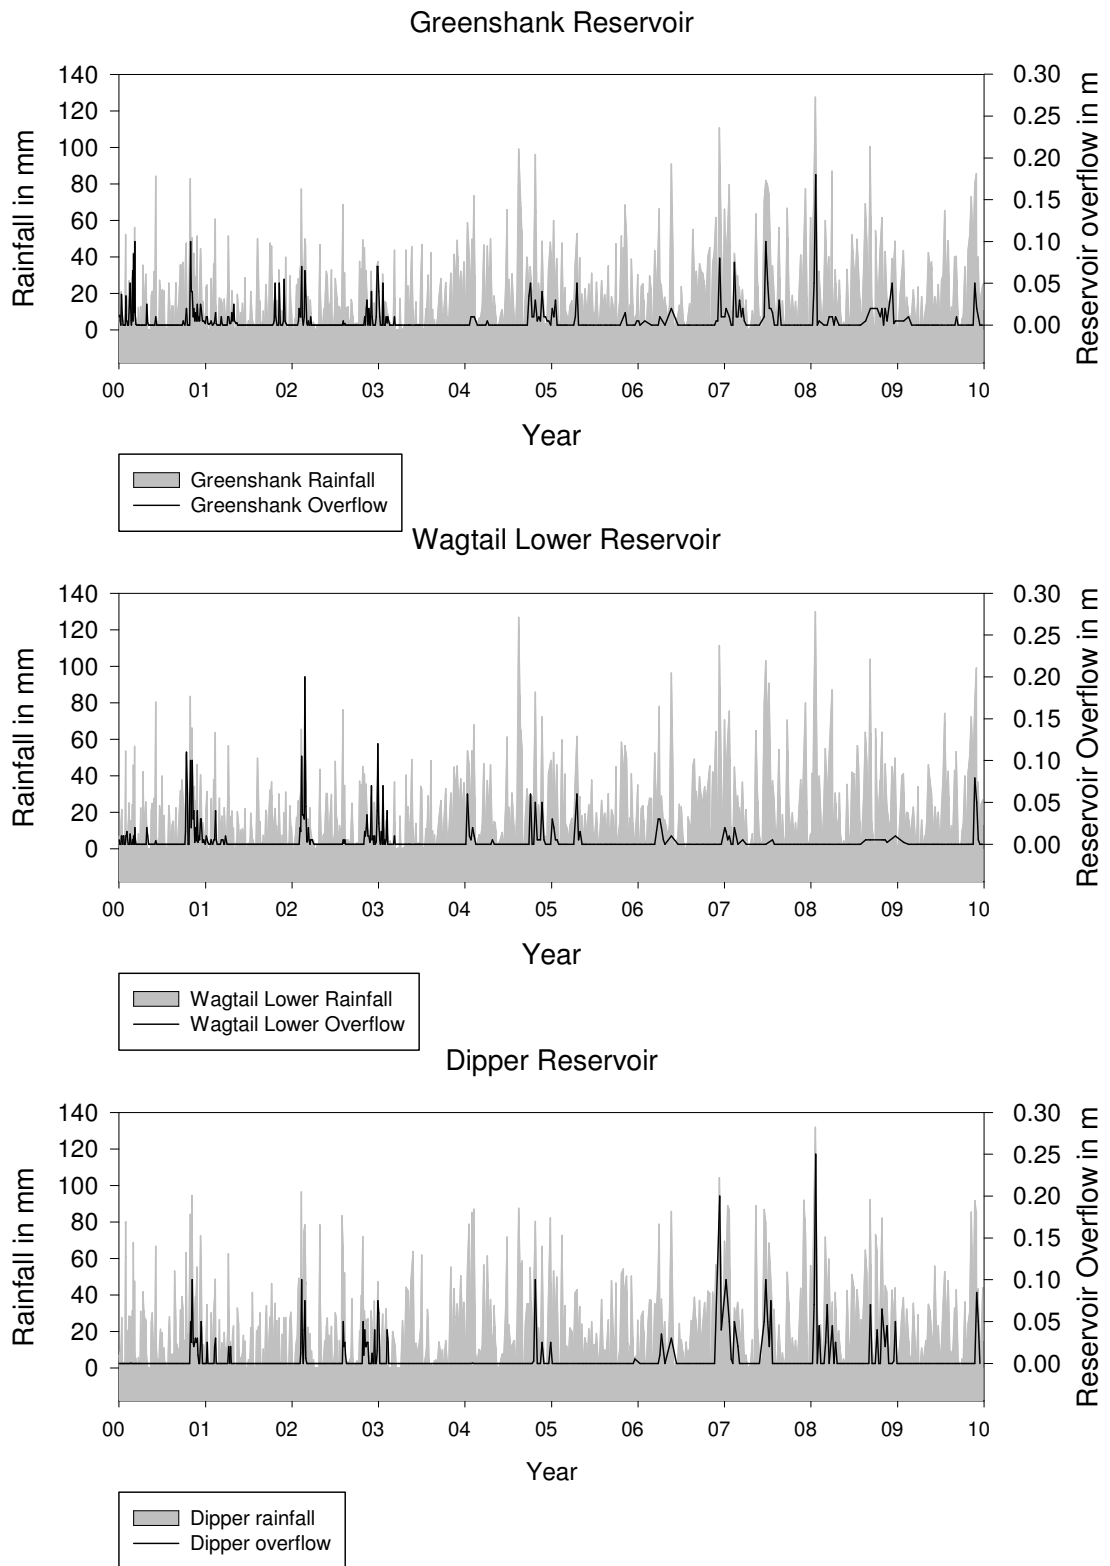 Greenshank Reservoir
140
120
100
80
60
40
20
0
Rainfall in mm
0.30
0.25
0.20
0.15
0.10
0.05
0.00
Reservoir overflow in m
00 01 02 03 04 05 06 07 08 09 10
Year
Greenshank Rainfall
Greenshank Overflow
Wagtail Lower Reservoir
140
120
100
80
60
40
20
0
Rainfall in mm
0.30
0.25
0.20
0.15
0.10
0.05
0.00
Reservoir Overflow in m
00 01 02 03 04 05 06 07 08 09 10
Year
Wagtail Lower Rainfall
Wagtail Lower Overflow
Dipper Reservoir
140
120
100
80
60
40
20
0
Rainfall in mm
0.30
0.25
0.20
0.15
0.10
0.05
0.00
Reservoir Overflow in m
00 01 02 03 04 05 06 07 08 09 10
Year
Dipper rainfall
Dipper overflow